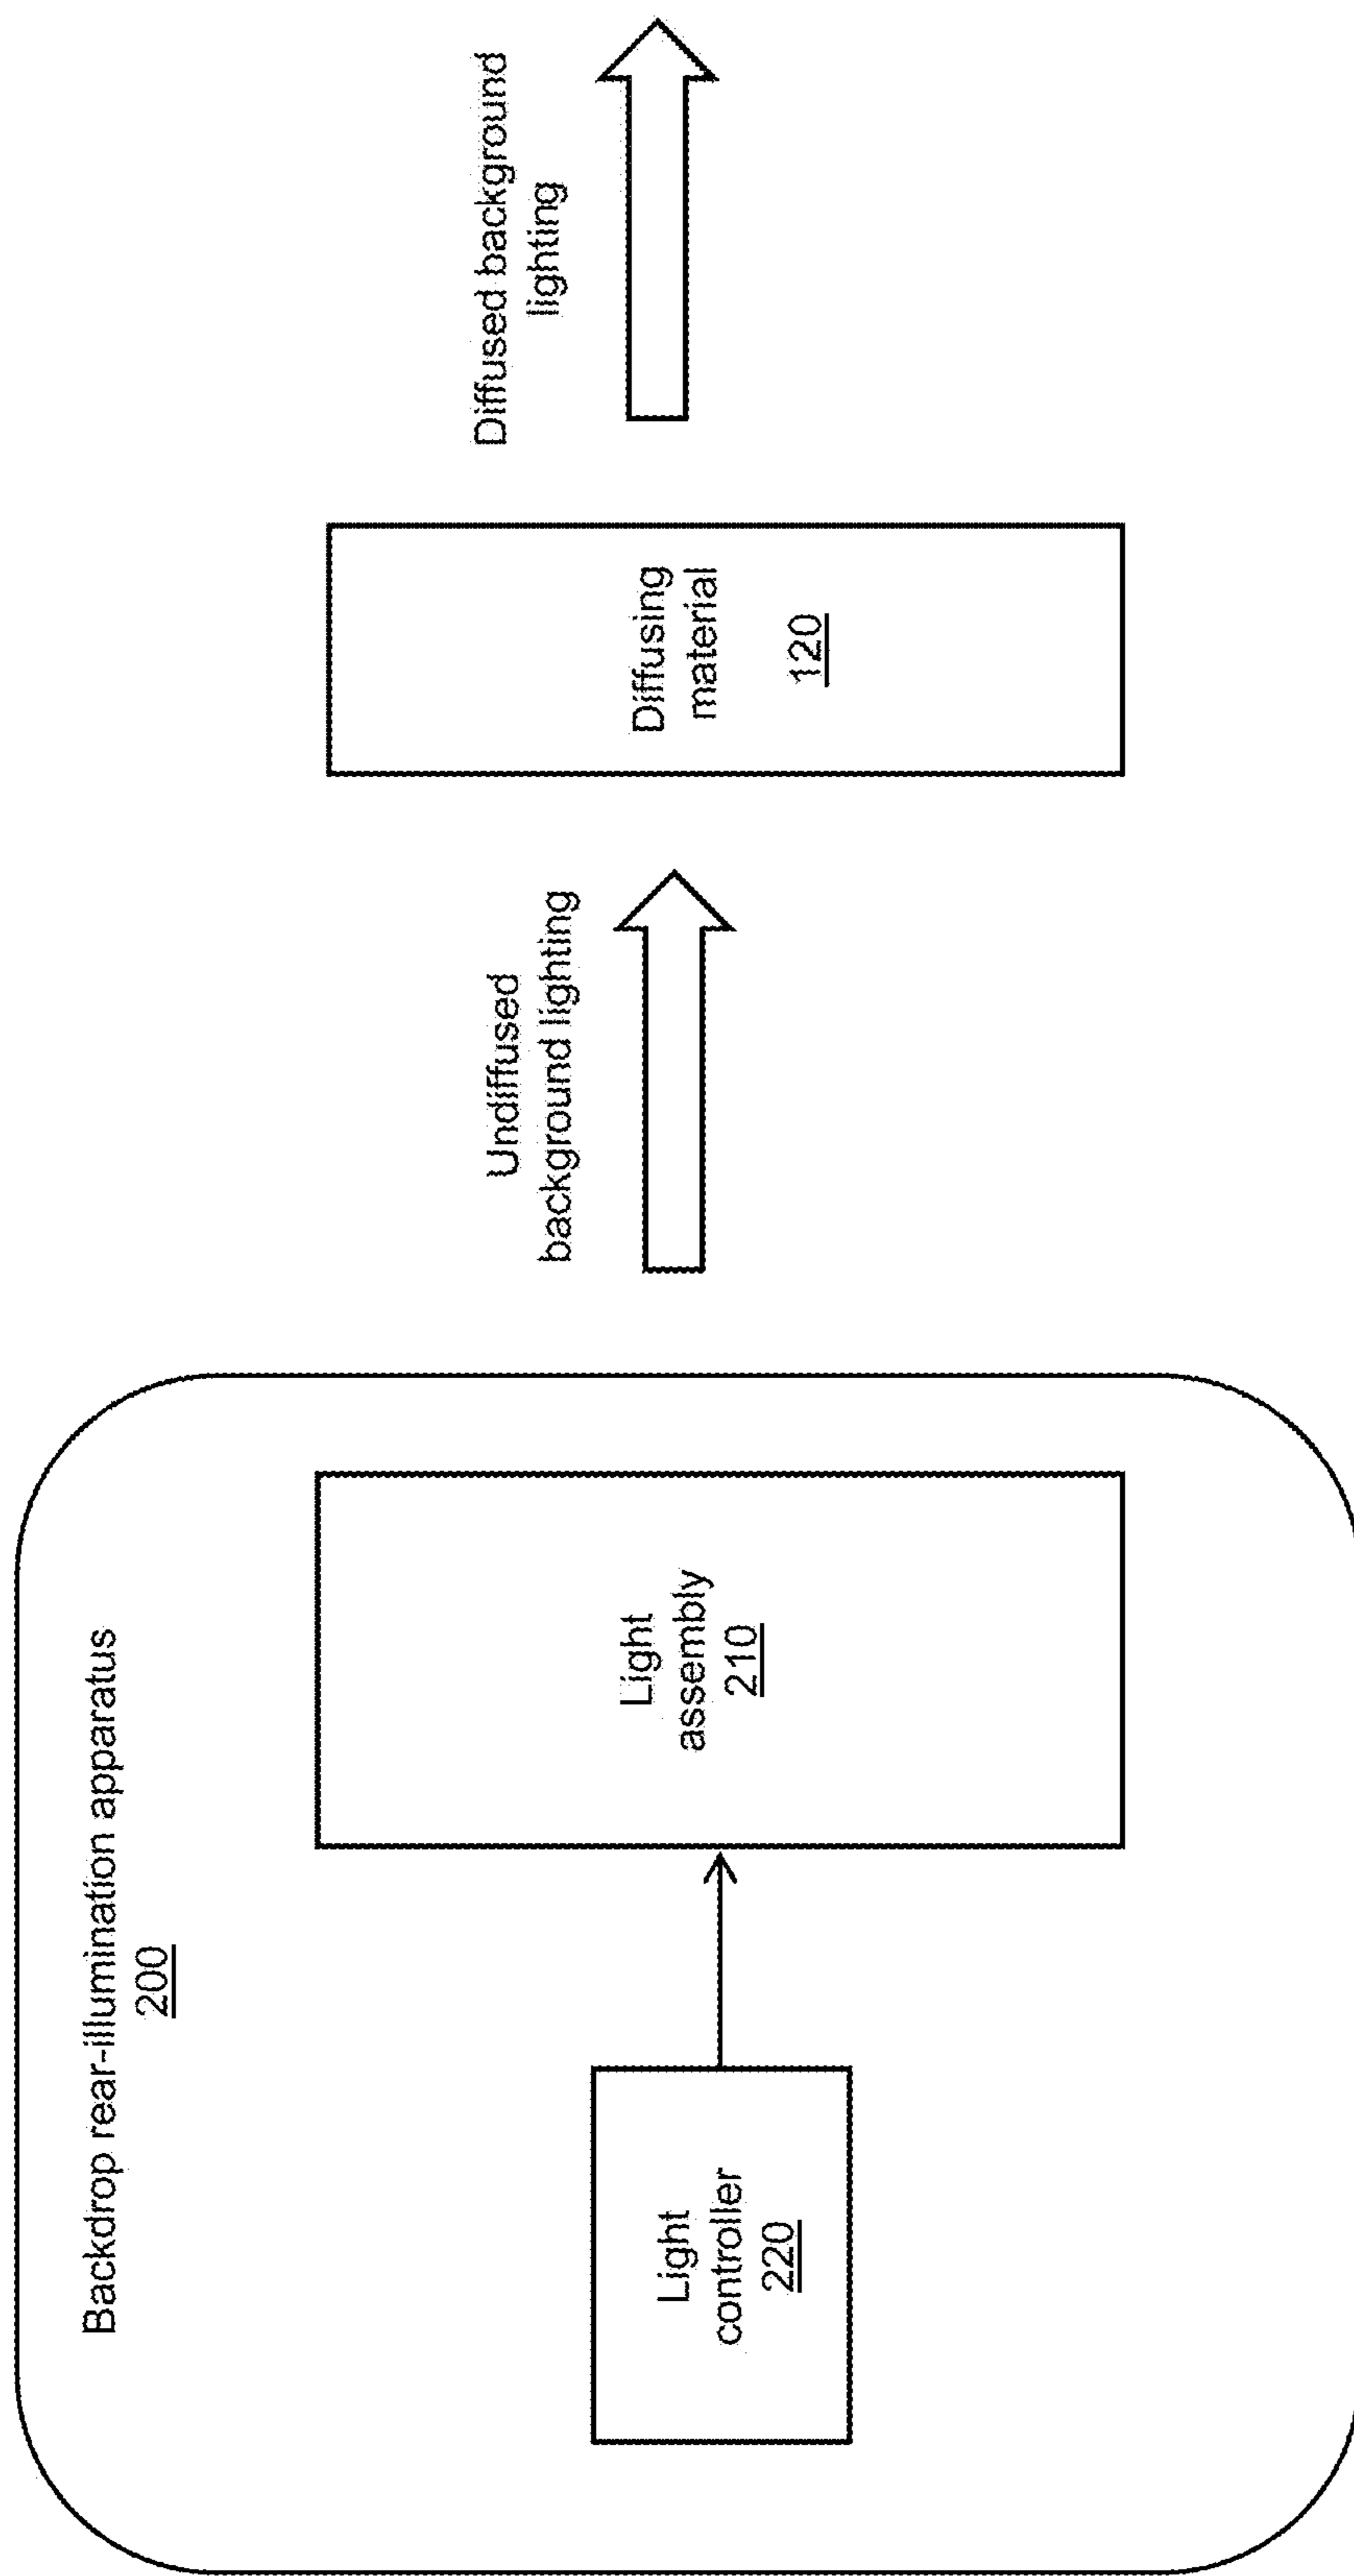 Backdrop rear-illumination apparatus
200
Light
controller
220
Light
assembly
210
Undiffused
background lighting
Diffusing
material
120
Diffused background
lighting